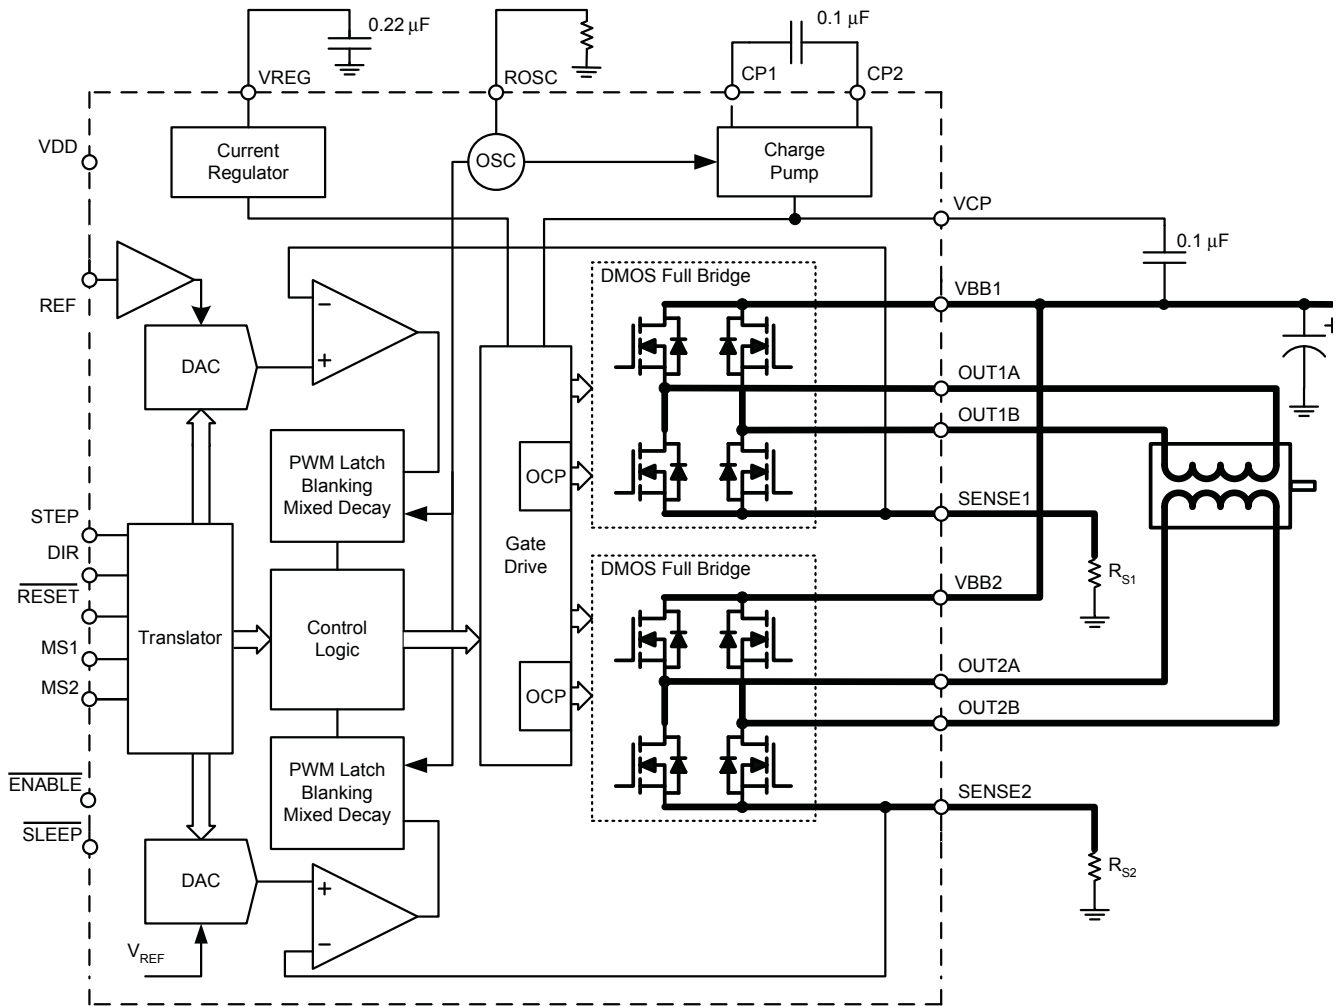 0.22 µF
0.1 µF
VREG
ROSC
CP1
CP2
VDD
Current
Regulator
OSC
Charge
Pump
VCP
0.1 µF
REF
DMOS Full Bridge
VBB1
−
+
DAC
+
OUT1A
OUT1B
PWM Latch
Blanking
Mixed Decay
OCP
SENSE1
STEP
DIR
RESET
MS1
MS2
Translator
Control
Logic
Gate
Drive
DMOS Full Bridge
RS1
VBB2
OUT2A
OCP
OUT2B
PWM Latch
Blanking
Mixed Decay
ENABLE
SLEEP
SENSE2
DAC
+
−
RS2
VREF